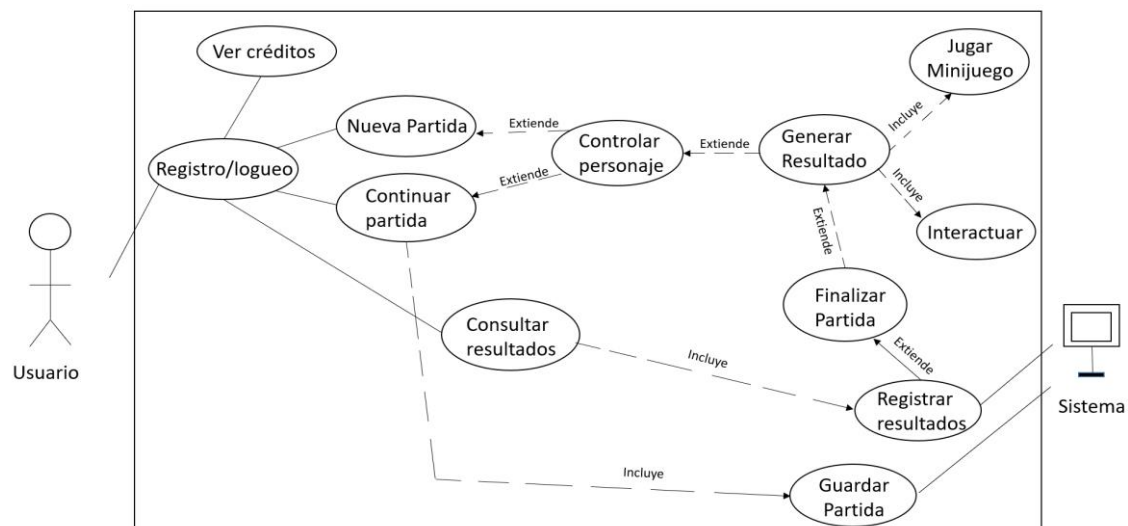 Ver créditos
Jugar
Minijuego
Nueva Partida
Extiende
Controlar
personaje
Extiende
Generar
Resultado
Incluye
Registro/logueo
Continuar
partida
Extiende
Incluye
Interactuar
Extiende
Finalizar
Partida
Consultar
resultados
Incluye
Extiende
Registrar
resultados
Usuario
Sistema
Incluye
Guardar
Partida